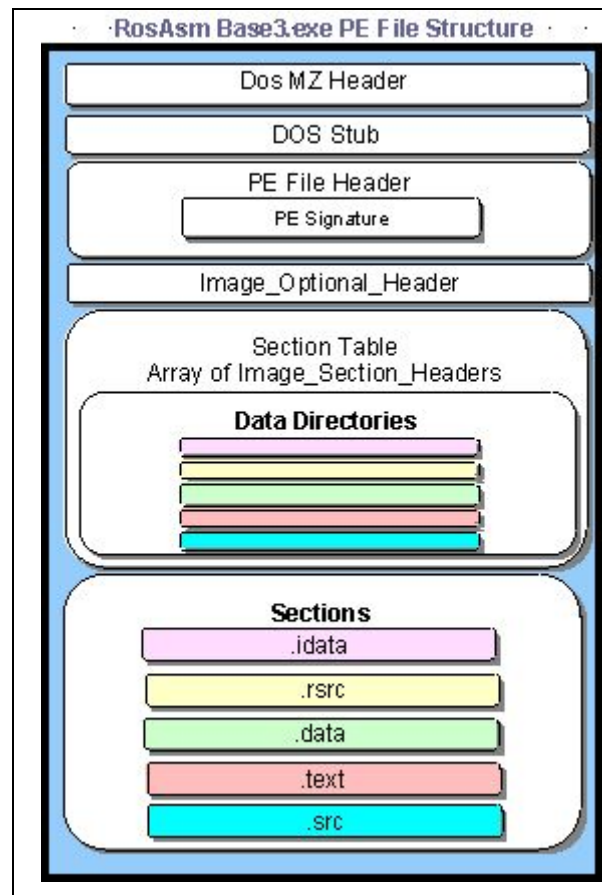 RosAsm Base3.exe PE File Structure
Dos MZ Header
DOS Stub
PE File Header
PE Signature
Image_Optional_Header
Section Table
Array of Image_Section_Headers
Data Directories
Sections
.idata
.rsrc
.data
.text
.src